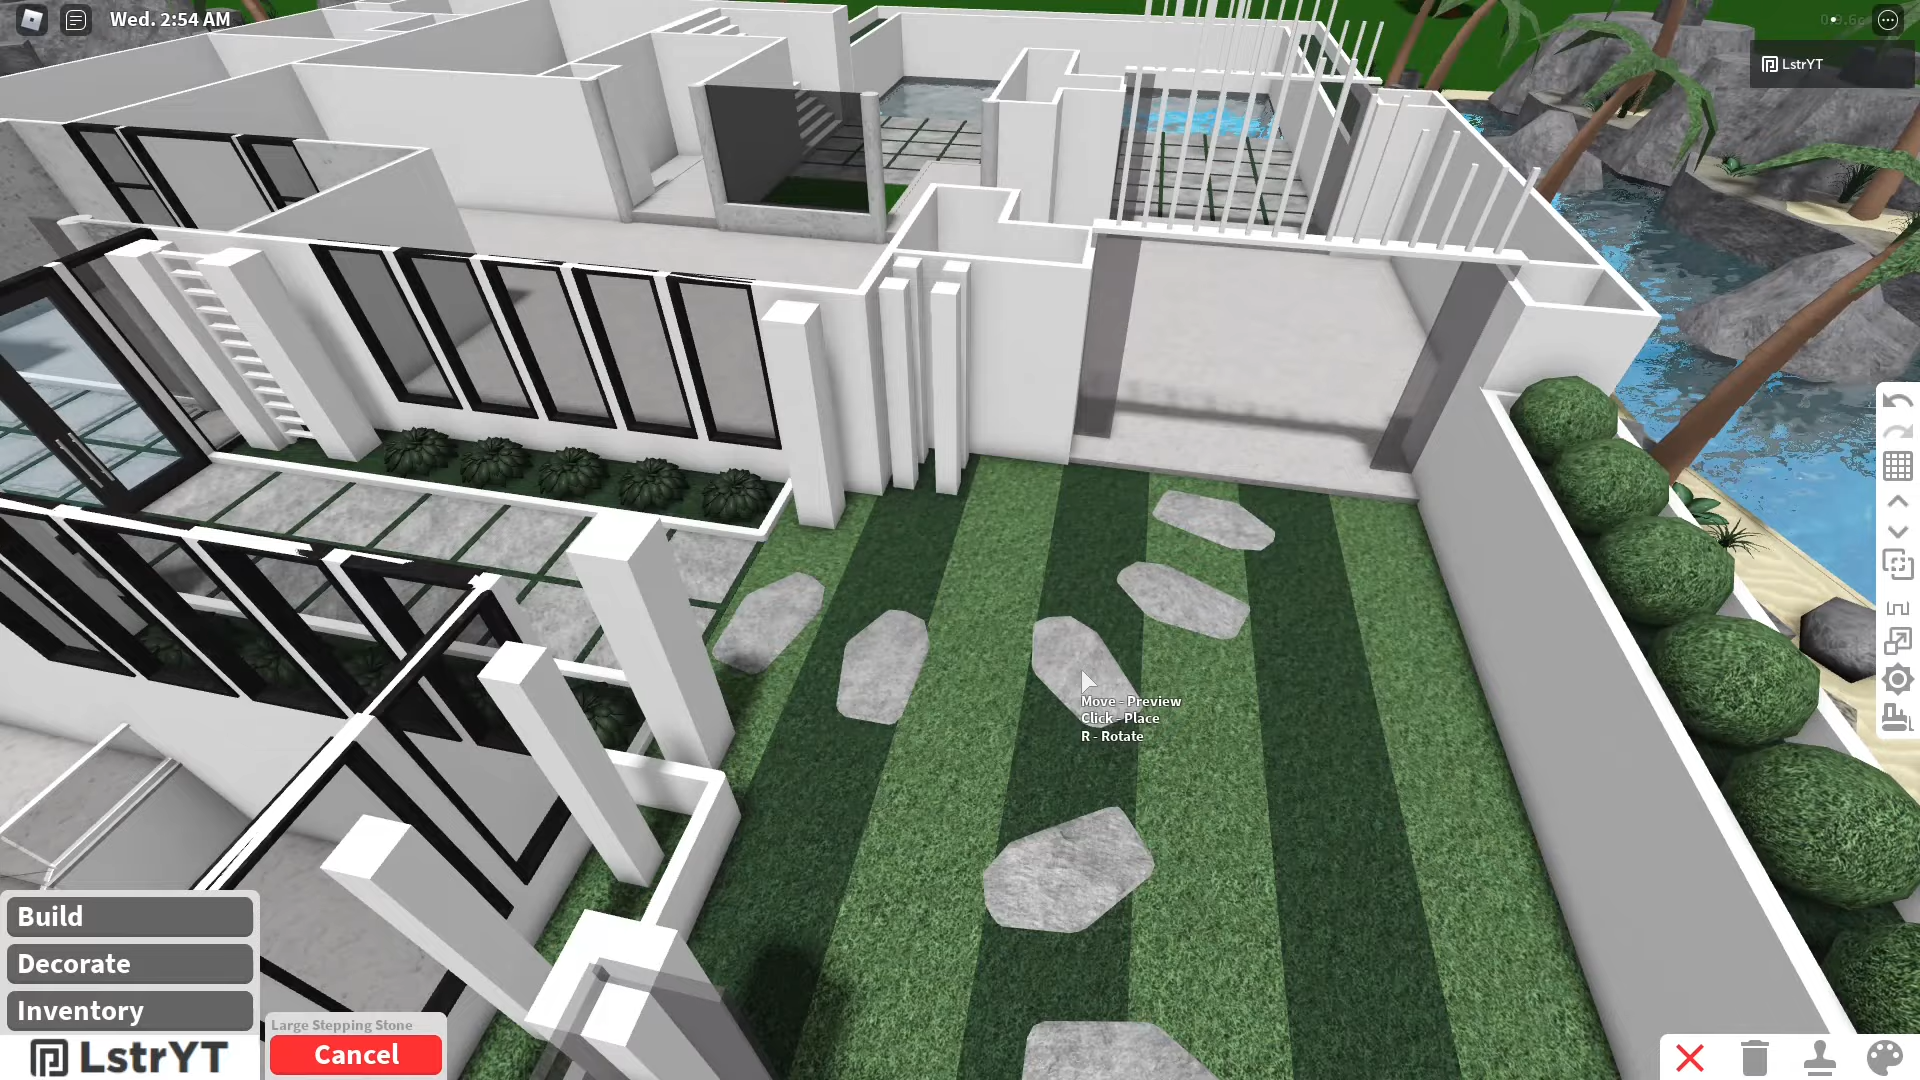 Wed. 2:54 AM
LstrYT
Move - Preview
Click - Place
R - Rotate
Build
Decorate
Inventory
Large Stepping Stone
Cancel
LstrYT